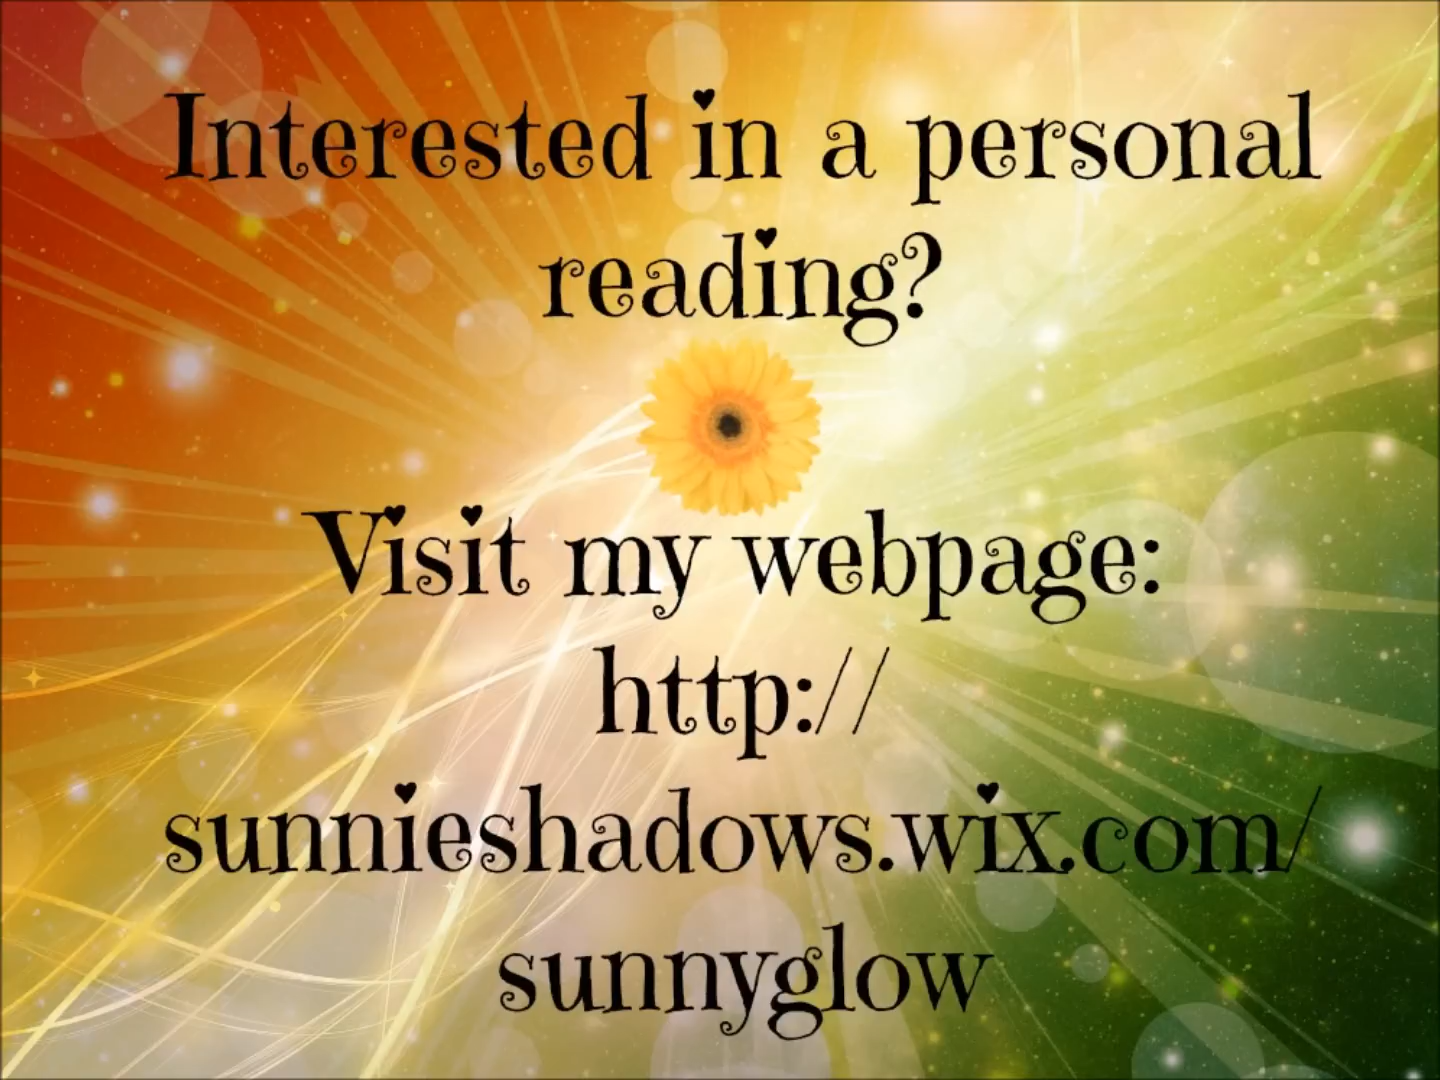 Interested in a personal
reading?
Visit my webpage:
http://
sunnieshadows.wix.com/
sunnyglow